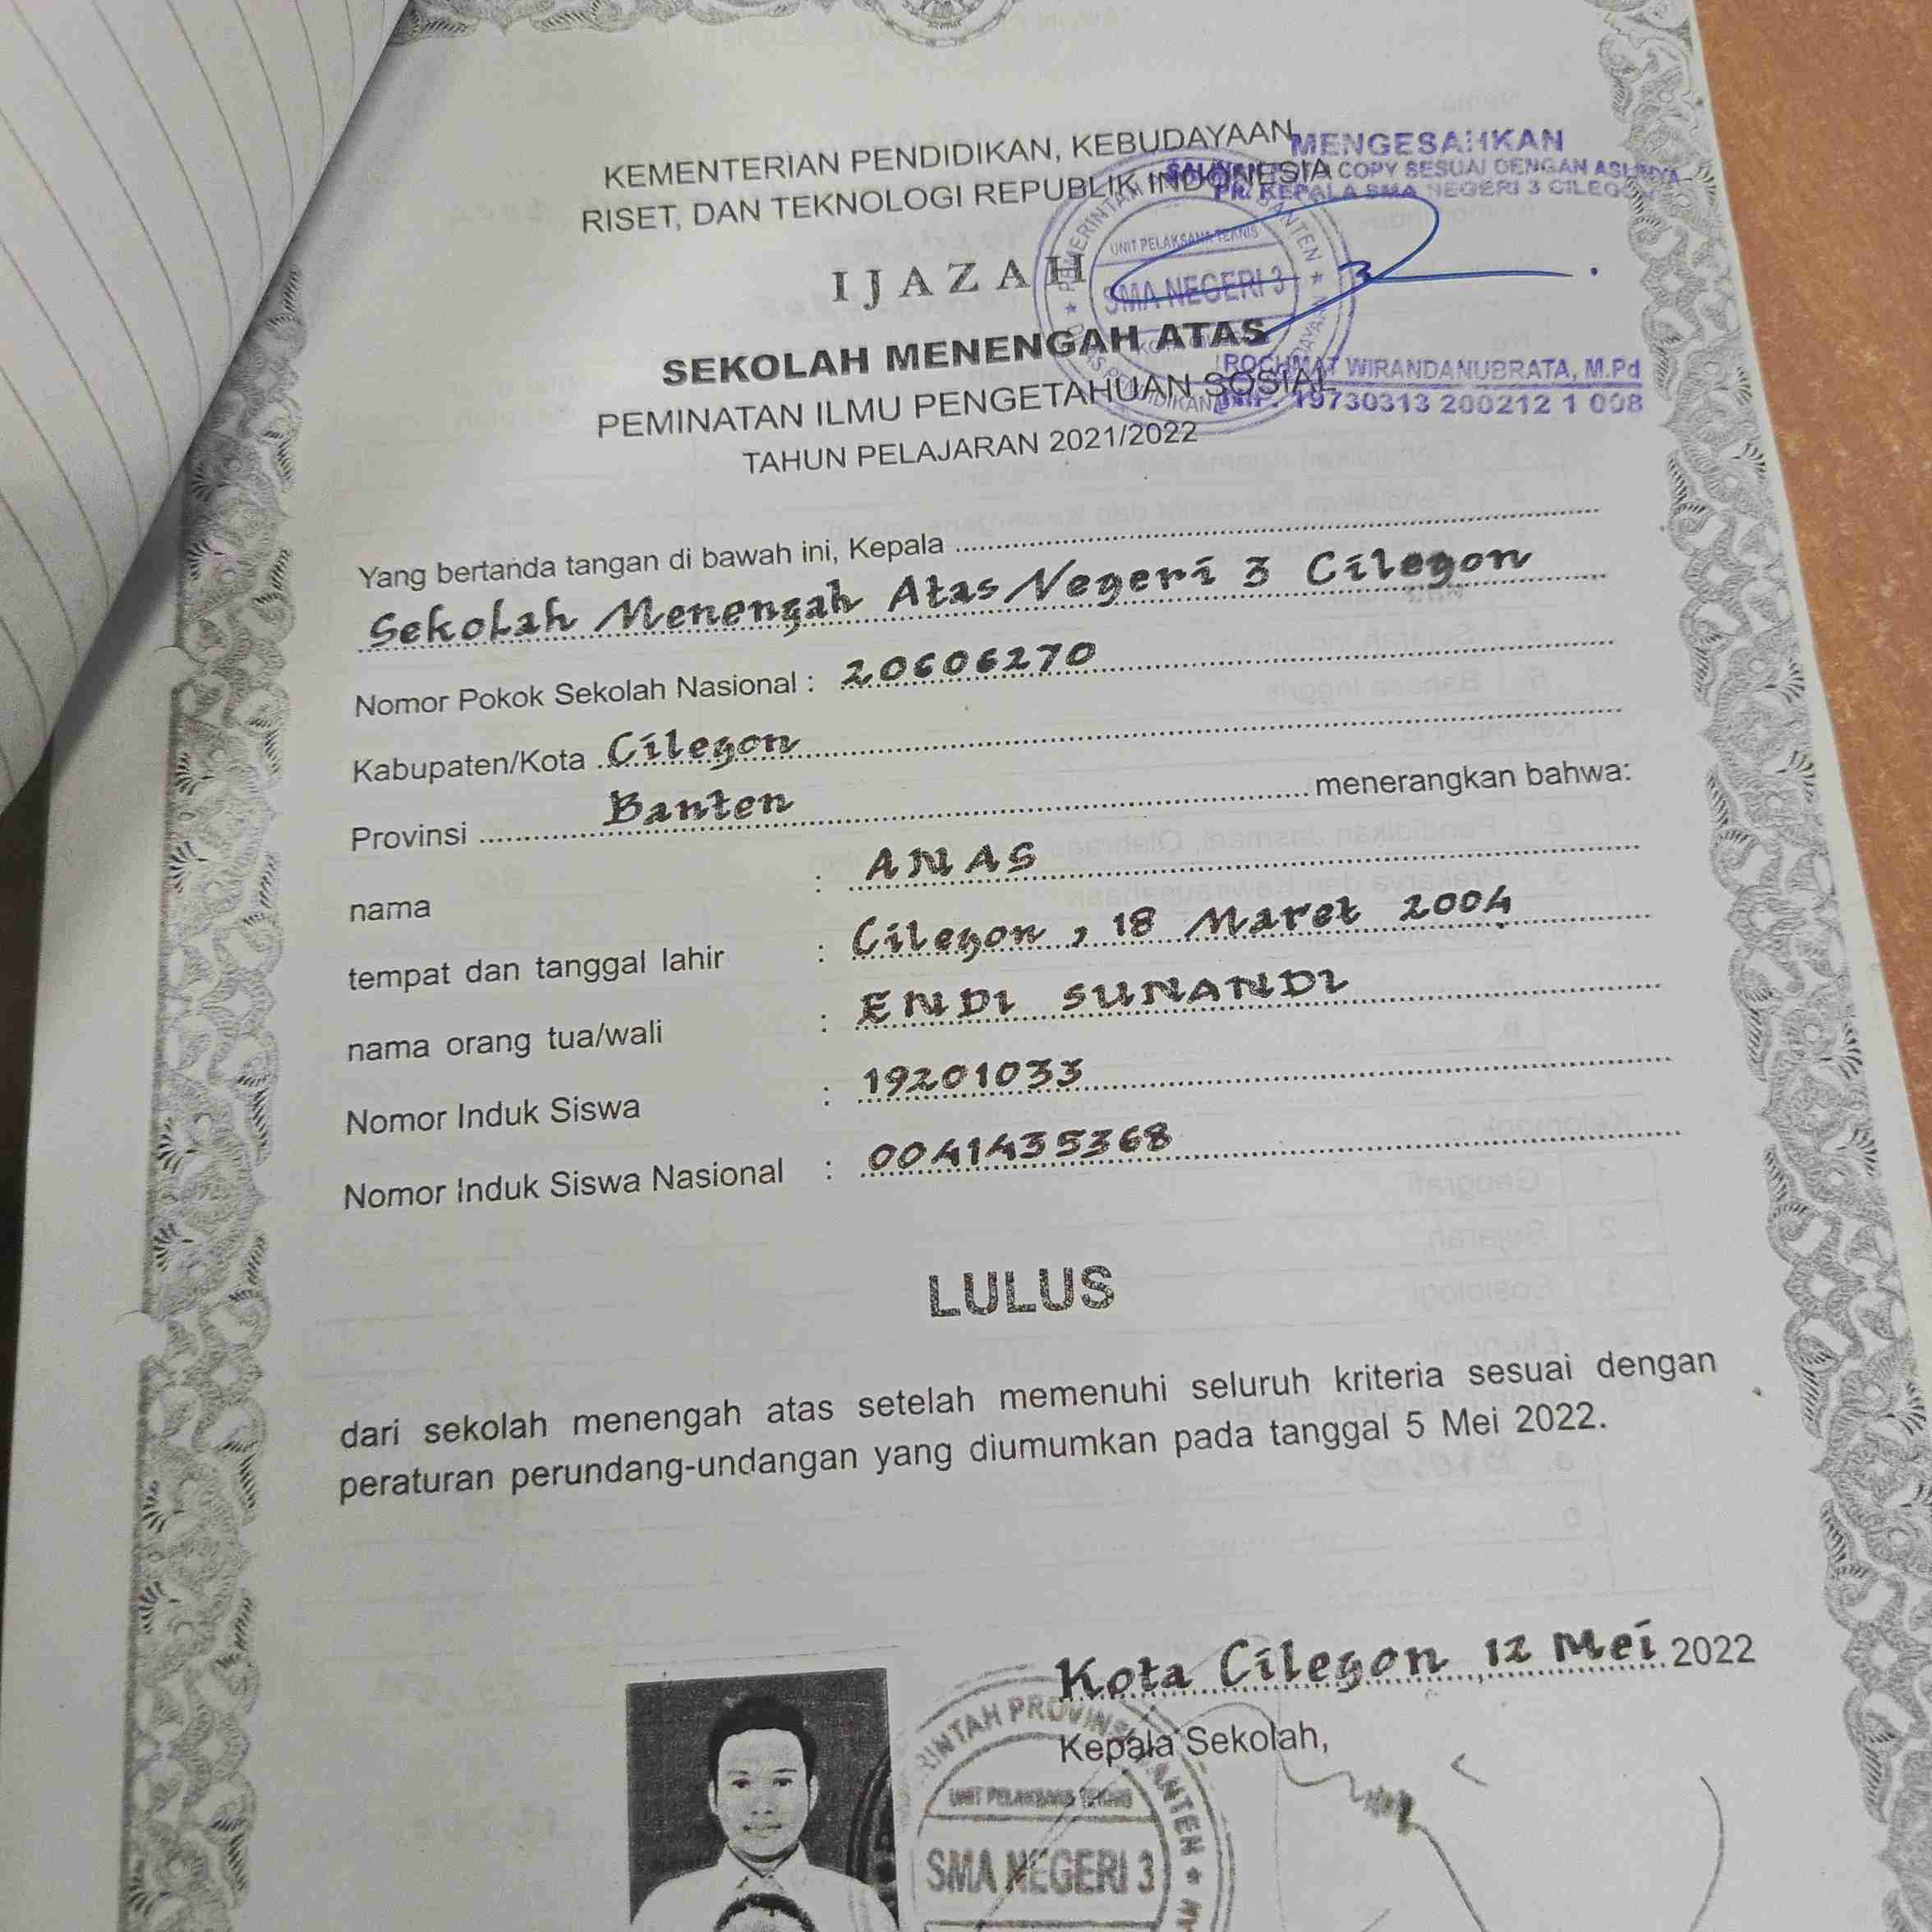 KEMENTERIAN PENDIDIKAN, KEBUDAYAAN,
RISET, DAN TEKNOLOGI REPUBLIK INDONESIA
MENGESAHKAN
COPY SESUAI DENGAN ASLINYA
KEPALA SMA NEGERI 3 CILEGON
IJAZAH
UNIT PELAKSANA TEKNIS
SMA NEGERI 3
SEKOLAH MENENGAH ATAS
ROCHMAT WIRANDANUBRATA, M.Pd
PEMINATAN ILMU PENGETAHUAN SOSIAL
19730313 200212 1 008
TAHUN PELAJARAN 2021/2022
Yang bertanda tangan di bawah ini, Kepala
Sekolah Menengah Atas Negeri 3 Cilegon
Nomor Pokok Sekolah Nasional : 20606270
Kabupaten/Kota Cilegon
Provinsi Banten menerangkan bahwa:
nama : ANAS
tempat dan tanggal lahir : Cilegon, 18 Maret 2004
nama orang tua/wali : ENDI SUNANDI
Nomor Induk Siswa : 19201033
Nomor Induk Siswa Nasional : 0041435368
LULUS
dari sekolah menengah atas setelah memenuhi seluruh kriteria sesuai dengan
peraturan perundang-undangan yang diumumkan pada tanggal 5 Mei 2022.
Kota Cilegon, 12 Mei 2022
Kepala Sekolah,
UNIT PELAKSANA TEKNIS
SMA NEGERI 3